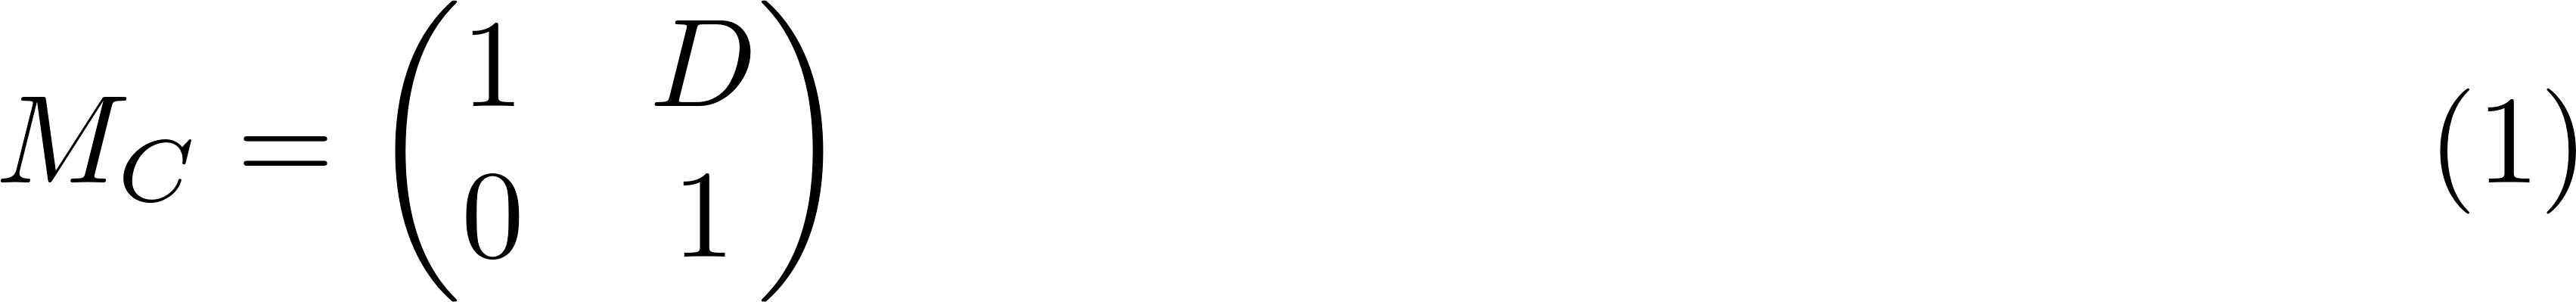 M_C = \begin{pmatrix} 1 & D \\ 0 & 1 \end{pmatrix} (1)